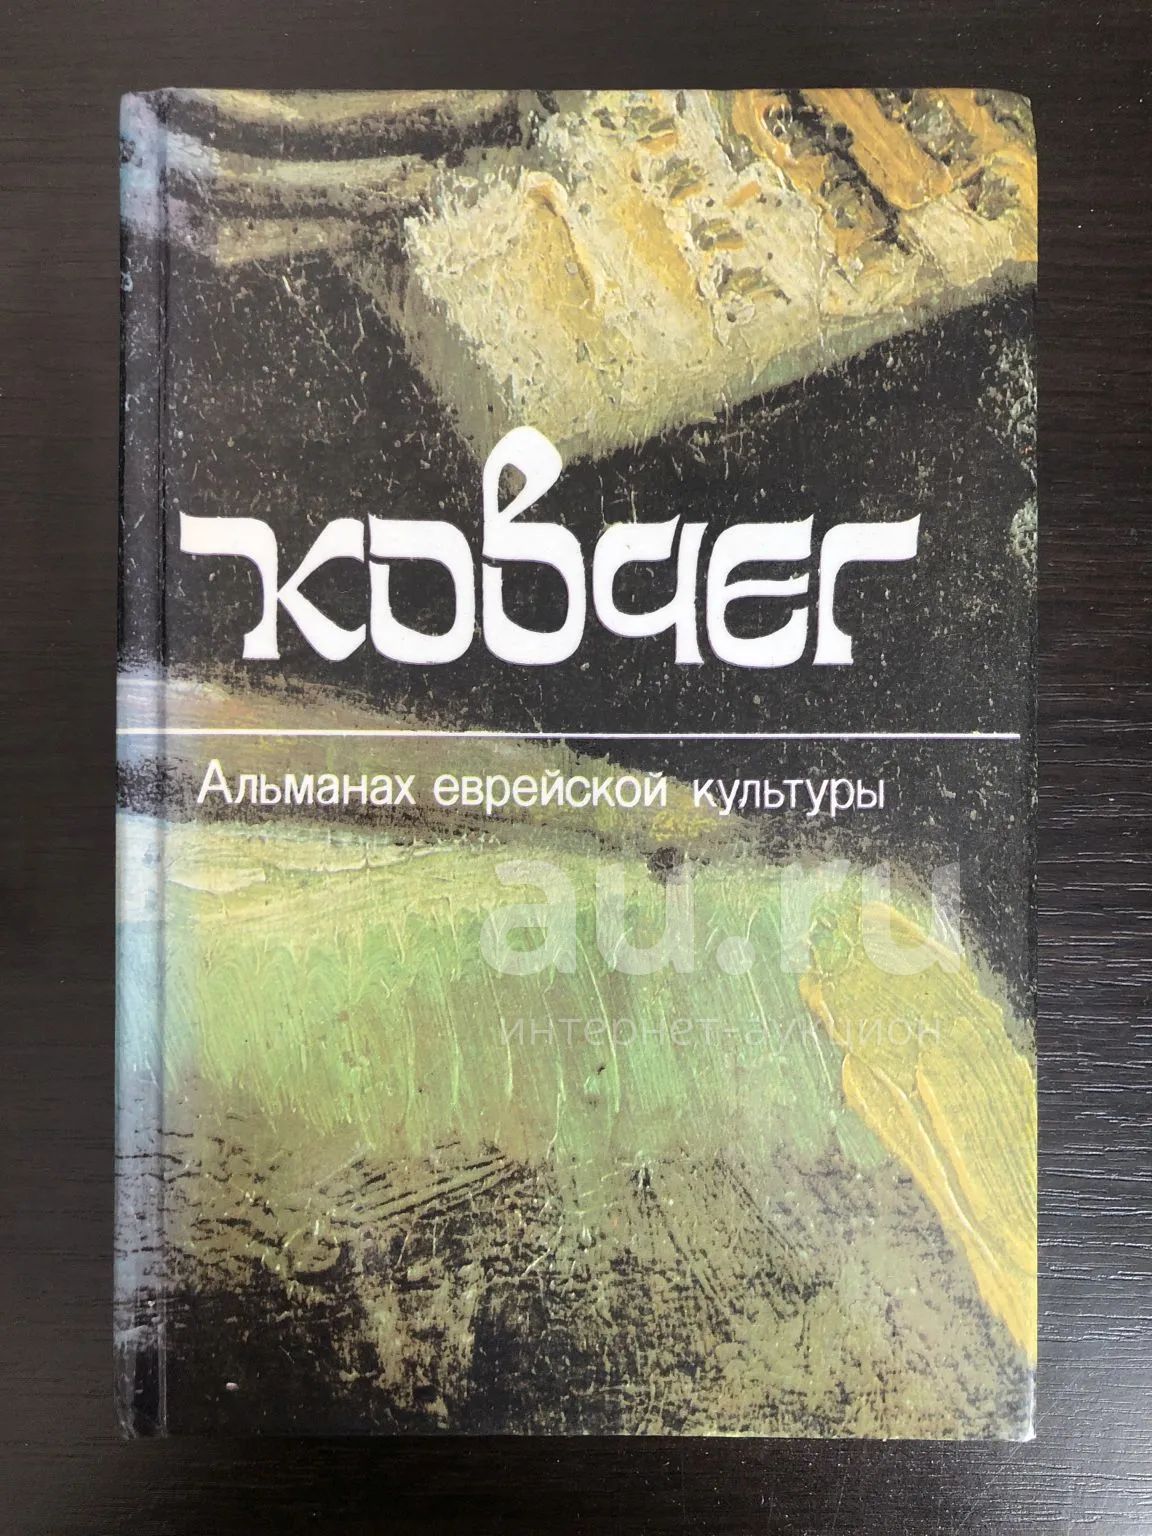 ковчег
Альманах еврейской культуры
au.ru
интернет-аукцион